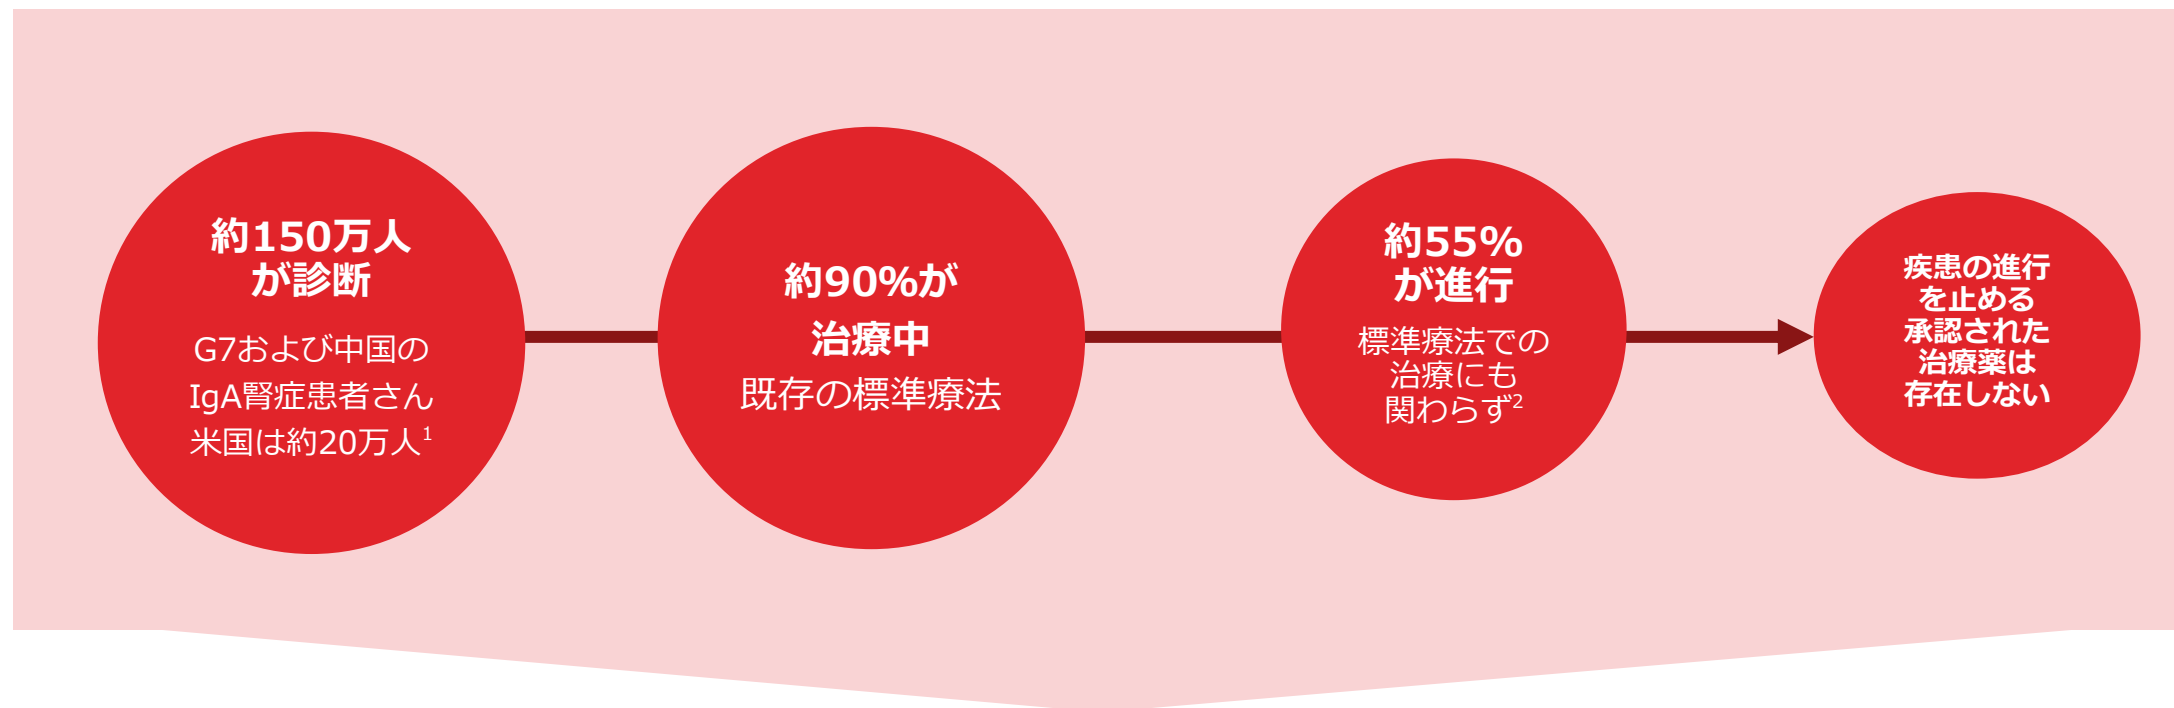 約150万人
が診断
G7および中国の
IgA腎症患者さん
米国は約20万人1
約90%が
治療中
既存の標準療法
約55%
が進行
標準療法での
治療にも
関わらず2
疾患の進行
を止める
承認された
治療薬は
存在しない